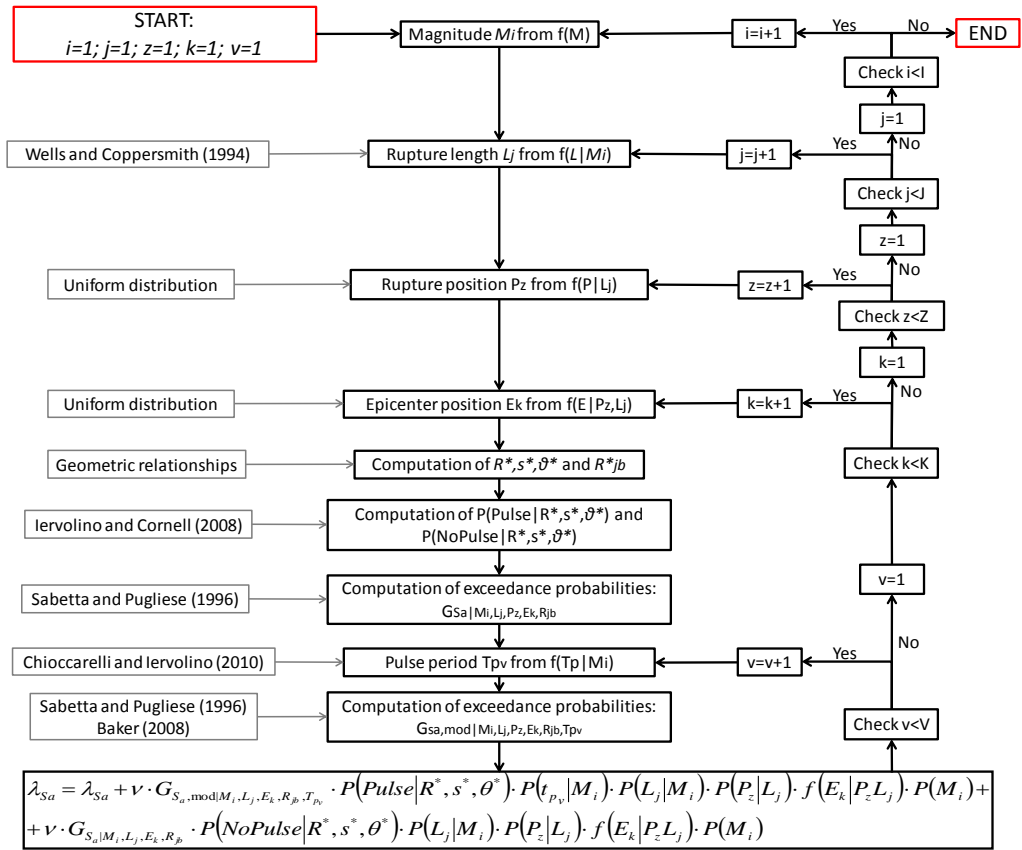 START:
i=1; j=1; z=1; k=1; v=1
Magnitude Mi from f(M)
i=i+1
Yes
No
END
Check i<I
j=1
Wells and Coppersmith (1994)
Rupture length Lj from f(L|Mi)
j=j+1
Yes
No
Check j<J
z=1
Uniform distribution
Rupture position Pz from f(P|Lj)
z=z+1
Yes
No
Check z<Z
k=1
Uniform distribution
Epicenter position Ek from f(E|Pz,Lj)
k=k+1
Yes
No
Geometric relationships
Computation of R*,s*,ϑ* and R*jb
Check k<K
Iervolino and Cornell (2008)
Computation of P(Pulse|R*,s*,ϑ*) and
P(NoPulse|R*,s*,ϑ*)
v=1
Sabetta and Pugliese (1996)
Computation of exceedance probabilities:
GSa|Mi,Lj,Pz,Ek,Rjb
No
Chioccarelli and Iervolino (2010)
Pulse period Tpv from f(Tp|Mi)
v=v+1
Yes
Sabetta and Pugliese (1996)
Baker (2008)
Computation of exceedance probabilities:
Gsa,mod|Mi,Lj,Pz,Ek,Rjb,Tpv
Check v<V
λSa = λSa + ν · GSa,mod|Mi,Lj,Ek,Rjb,Tpv · P(Pulse|R*, s*, θ*) · P(tpv|Mi) · P(Lj|Mi) · P(Pz|Lj) · f(Ek|PzLj) · P(Mi) +
+ ν · GSa|Mi,Lj,Ek,Rjb · P(NoPulse|R*, s*, θ*) · P(Lj|Mi) · P(Pz|Lj) · f(Ek|PzLj) · P(Mi)